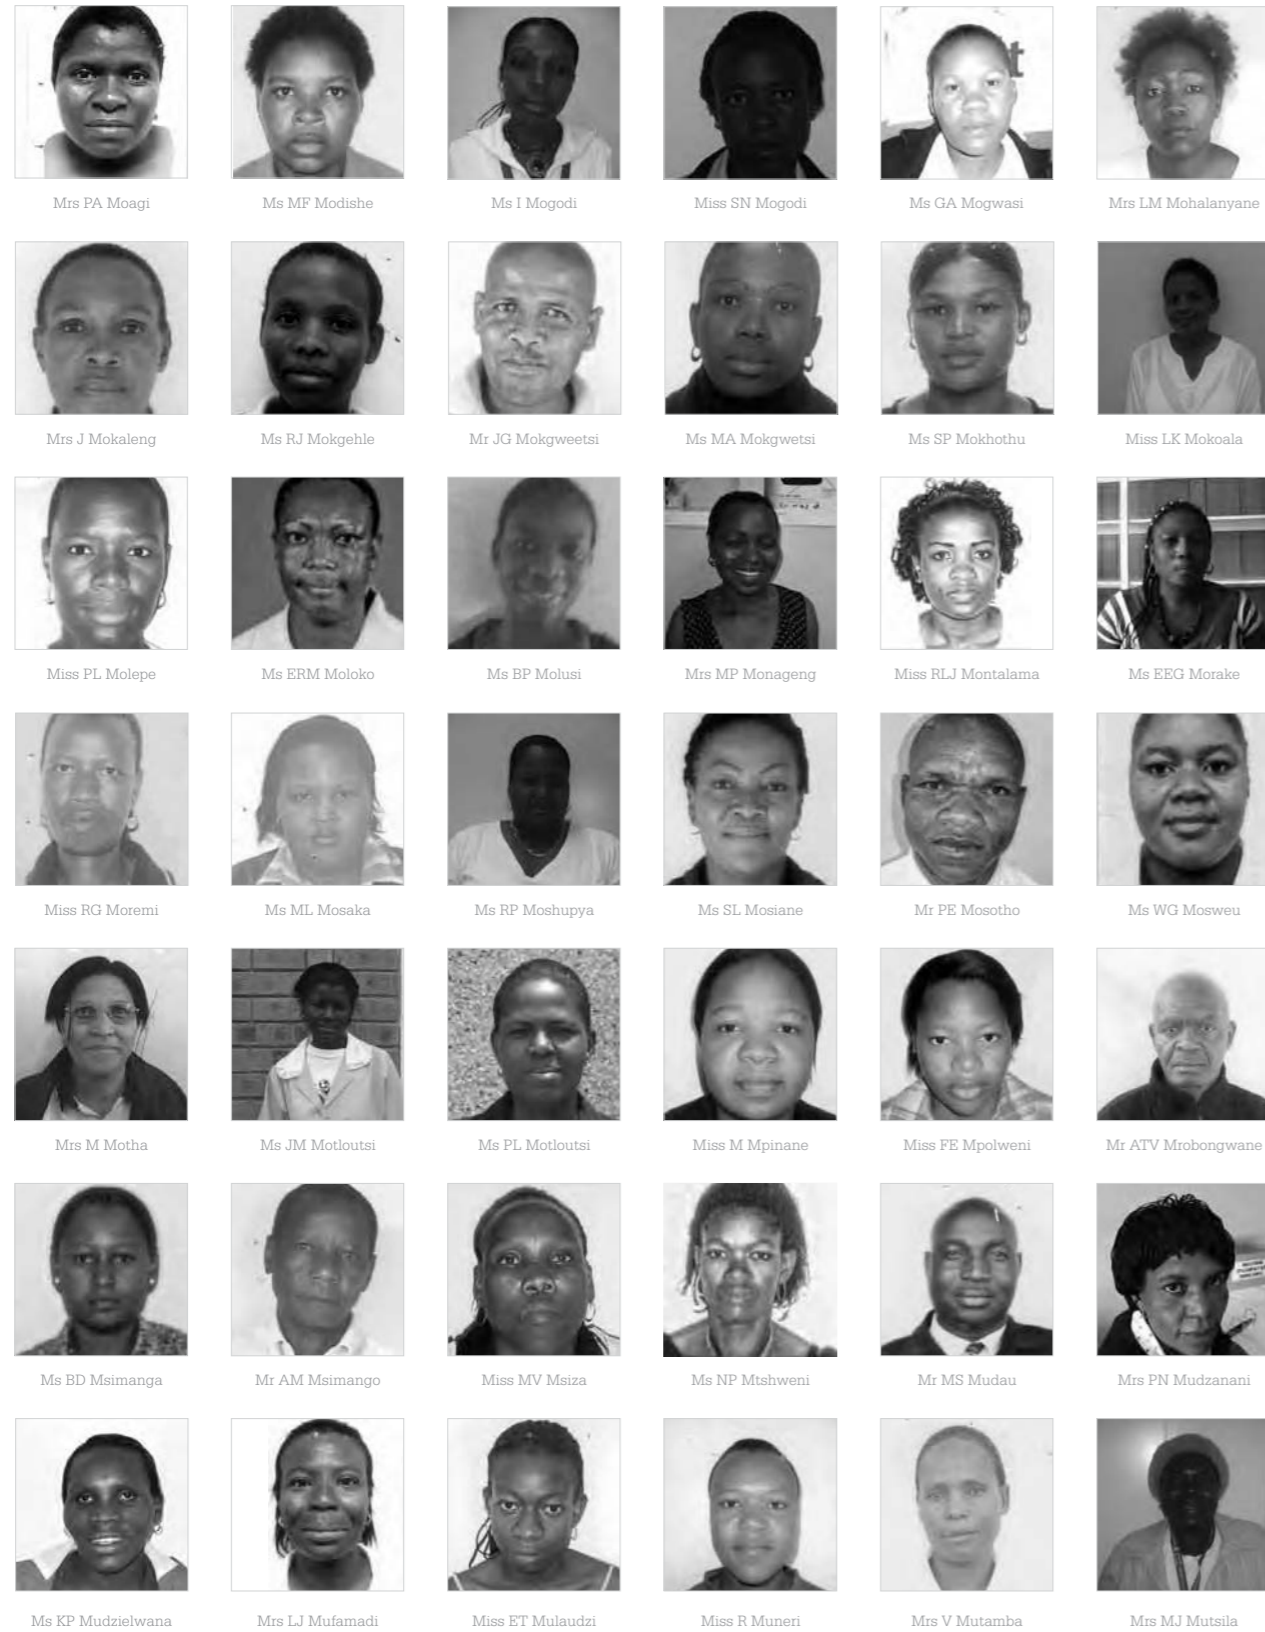 Mrs PA Moagi
Ms MF Modishe
Ms I Mogodi
Miss SN Mogodi
Ms GA Mogwasi
Mrs LM Mohalanyane
Mrs J Mokaleng
Ms RJ Mokgehle
Mr JG Mokgweetsi
Ms MA Mokgwetsi
Ms SP Mokhothu
Miss LK Mokoala
Miss PL Molepe
Ms ERM Moloko
Ms BP Molusi
Mrs MP Monageng
Miss RLJ Montalama
Ms EEG Morake
Miss RG Moremi
Ms ML Mosaka
Ms RP Moshupya
Ms SL Mosiane
Mr PE Mosotho
Ms WG Mosweu
Mrs M Motha
Ms JM Motloutsi
Ms PL Motloutsi
Miss M Mpinane
Miss FE Mpolweni
Mr ATV Mrobongwane
Ms BD Msimanga
Mr AM Msimango
Miss MV Msiza
Ms NP Mtshweni
Mr MS Mudau
Mrs PN Mudzanani
Ms KP Mudzielwana
Mrs LJ Mufamadi
Miss ET Mulaudzi
Miss R Muneri
Mrs V Mutamba
Mrs MJ Mutsila